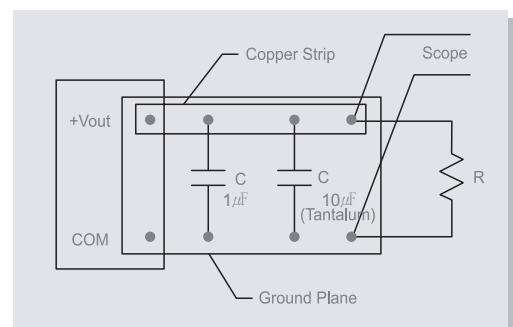 Copper Strip
Scope
+Vout
C
1μF
C
10μF
(Tantalum)
R
COM
Ground Plane